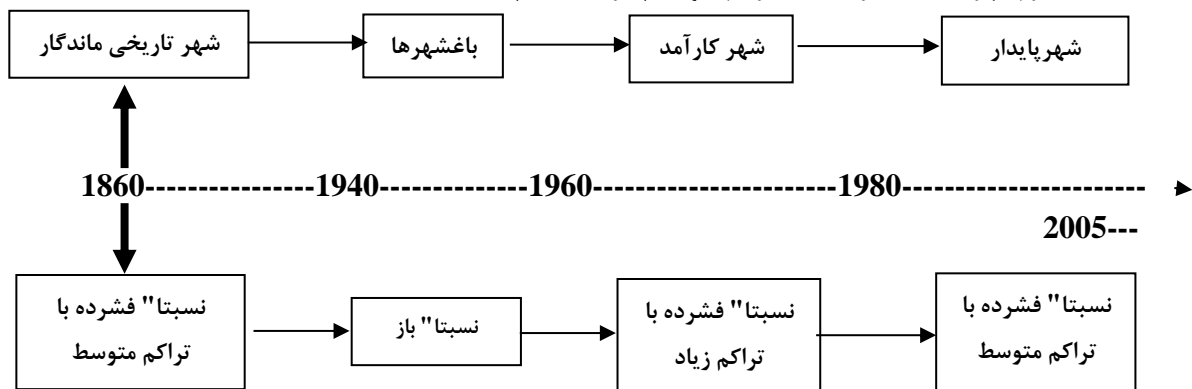 شهر تاریخی ماندگار
باغشهرها
شهر کارآمد
شهرپایدار
1860-----------------1940--------------1960-----------------------1980-----------------------
2005---
نسبتا" فشرده با
تراکم متوسط
نسبتا" باز
نسبتا" فشرده با
تراکم زیاد
نسبتا" فشرده با
تراکم متوسط